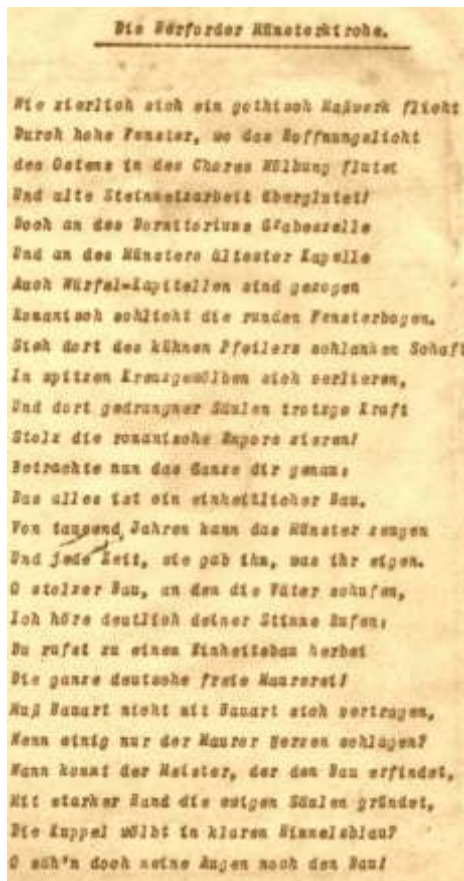 Die Herforder Münsterkirche.
Wie zierlich sich ein gothisch Maßwerk flicht
Durch hohe Fenster, wo das Hoffnungslicht
des Ostens in des Chores Wölbung flutet
Und alte Steinmetzarbeit überglutet!
Doch an des Dormitoriums
Und an des Münsters ältester Kapelle
Auch Würfel-Kapitellen sind gezogen
Romanisch schlicht die runden Fensterbogen.
Sieh dort des kühnen Pfeilers schlanken Schaft
In spitzen Kreuzgewölben sich verlieren,
Und dort gedrungner Säulen trotzge Kraft
Stolz die romanische Empore zieren!
Betrachte nun das Ganze dir genau:
Das alles ist ein einheitlicher Bau.
Von tausend Jahren kann das Münster zeugen
Und jede Zeit, sie gab ihm, was ihr eigen.
O stolzer Bau, an dem die Väter schufen,
Ich höre deutlich deiner Stimme Rufen:
Du rufst zu einem Einheitsbau herbei
Die ganze deutsche freie Maurerei!
Muß Bauart nicht mit Bauart sich vertragen,
Wenn einig nur der Maurer Herzen schlagen?
Wann kommt der Meister, der den Bau erfindet,
Mit starker Hand die ewigen Säulen gründet,
Die Kuppel wölbt in klaren Himmelsblau?
O säh'n doch meine Augen noch den Bau!